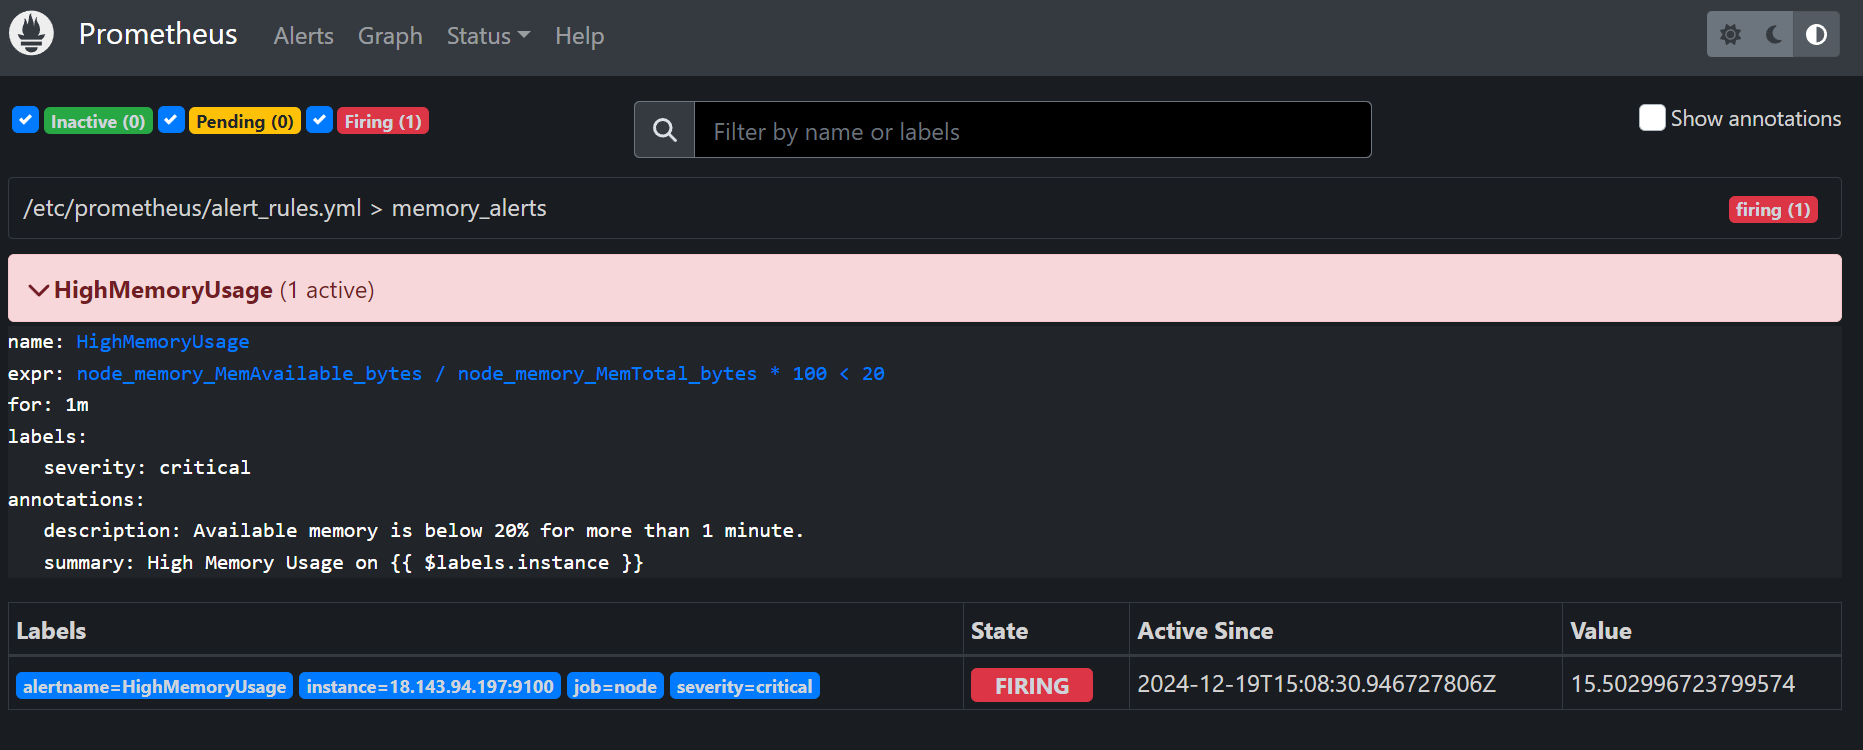 Prometheus Alerts Graph Status Help
Inactive (0) Pending (0) Firing (1) Filter by name or labels Show annotations
/etc/prometheus/alert_rules.yml > memory_alerts firing (1)
HighMemoryUsage (1 active)
name: HighMemoryUsage
expr: node_memory_MemAvailable_bytes / node_memory_MemTotal_bytes * 100 < 20
for: 1m
labels:
severity: critical
annotations:
description: Available memory is below 20% for more than 1 minute.
summary: High Memory Usage on {{ $labels.instance }}
Labels State Active Since Value
alertname=HighMemoryUsage instance=18.143.94.197:9100 job=node severity=critical FIRING 2024-12-19T15:08:30.946727806Z 15.502996723799574